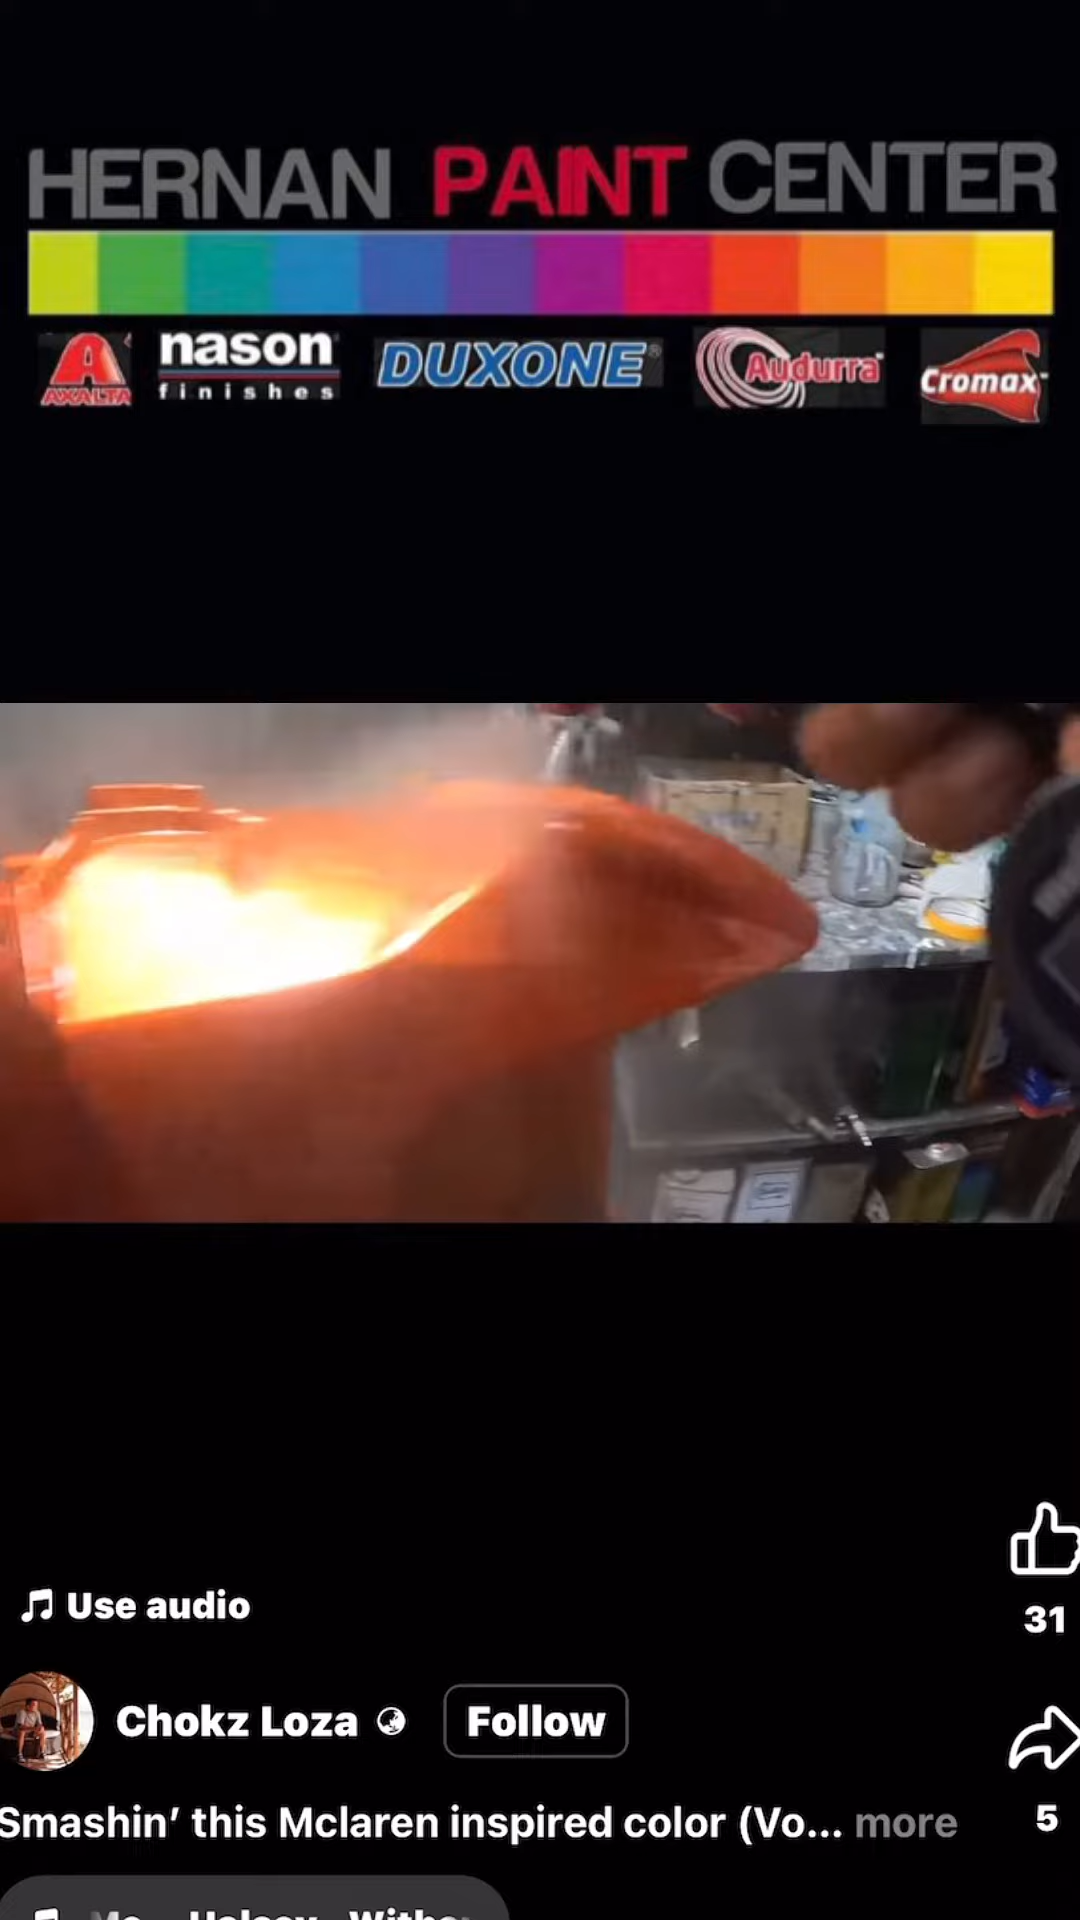 HERNAN PAINT CENTER
AXALTA
nason
finishes
DUXONE®
Audurra
Cromax
Use audio
31
Chokz Loza
Follow
5
Smashin’ this Mclaren inspired color (Vo... more